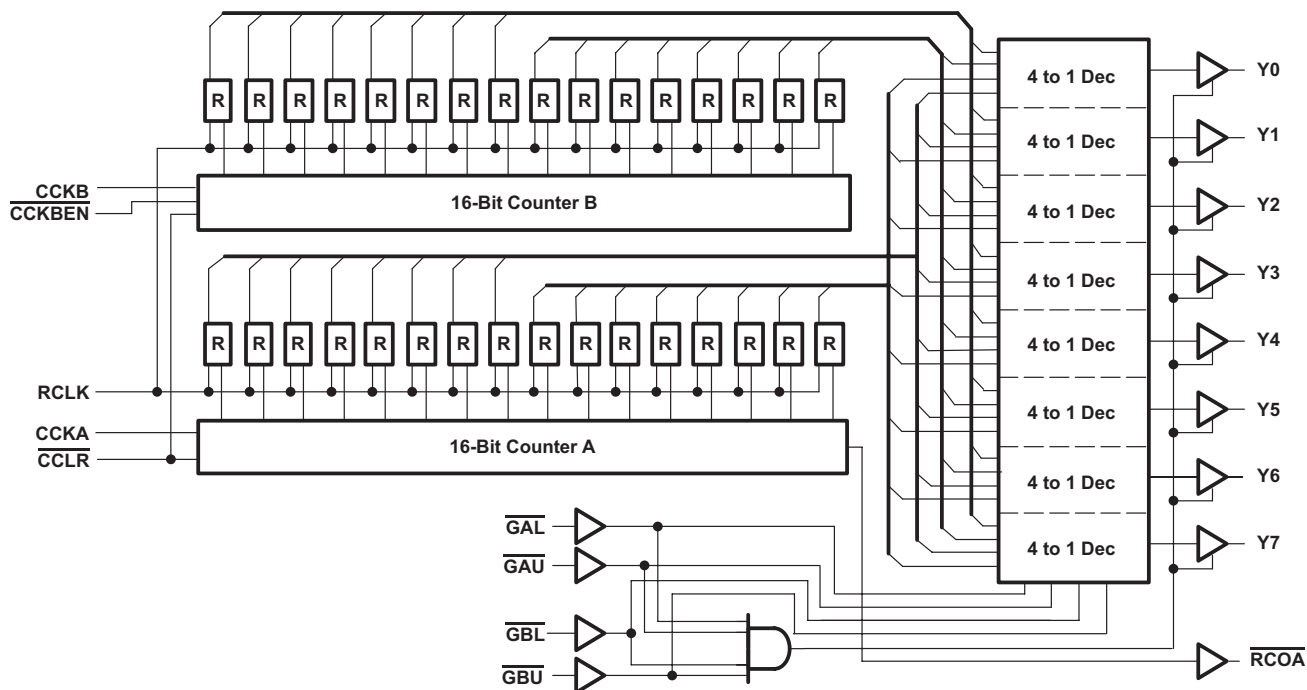 R R R R R R R R R R R R R R R R
4 to 1 Dec Y0
4 to 1 Dec Y1
CCKB
CCKBEN
16-Bit Counter B
4 to 1 Dec Y2
4 to 1 Dec Y3
R R R R R R R R R R R R R R R R
4 to 1 Dec Y4
RCLK
4 to 1 Dec Y5
CCKA
CCLR
16-Bit Counter A
4 to 1 Dec Y6
GAL
4 to 1 Dec Y7
GAU
GBL
GBU
RCOA